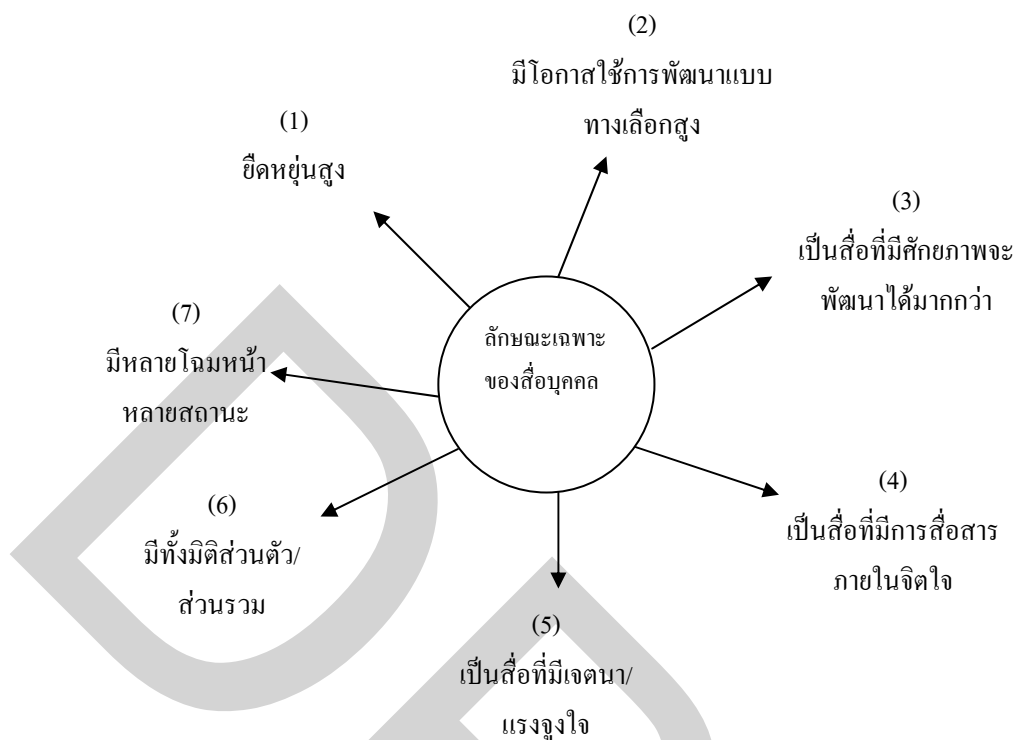 (1)
ยืดหยุ่นสูง
(2)
มีโอกาสใช้การพัฒนาแบบ
ทางเลือกสูง
(3)
เป็นสื่อที่มีศักยภาพจะ
พัฒนาได้มากกว่า
(4)
เป็นสื่อที่มีการสื่อสาร
ภายในจิตใจ
(5)
เป็นสื่อที่มีเจตนา/
แรงจูงใจ
(6)
มีทั้งมิติส่วนตัว/
ส่วนรวม
(7)
มีหลายโฉมหน้า
หลายสถานะ
ลักษณะเฉพาะ
ของสื่อบุคคล